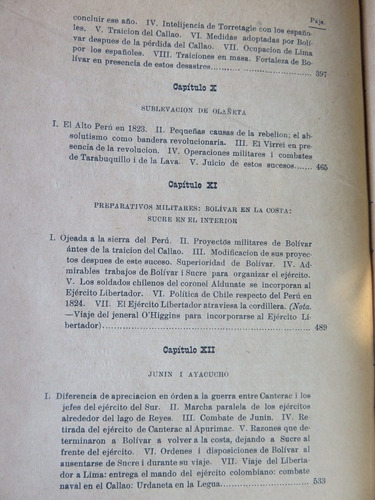 Pájs.
concluir ese año. IV. Intelijencia de Torretagle con los españo-
les. V. Traicion del Callao. VI. Medidas adoptadas por Bolí-
var despues de la pérdida del Callao. VII. Ocupacion de Lima
por los españoles. VIII. Traiciones en masa. Fortaleza de Bo-
lívar en presencia de estos desastres 397
Capítulo X
SUBLEVACION DE OLAÑETA
I. El Alto Perú en 1823. II. Pequeñas causas de la rebelion; el ab-
solutismo como bandera revolucionaria. III. El Virrei en pre-
sencia de la revolucion. IV. Operaciones militares i combates
de Tarabuquillo i de la Lava. V. Juicio de estos sucesos 465
Capítulo XI
PREPARATIVOS MILITARES: BOLÍVAR EN LA COSTA:
SUCRE EN EL INTERIOR
I. Ojeada a la sierra del Perú. II. Proyectós militares de Bolívar
ántes de la traicion del Callao. III. Modificacion de sus proyec-
tos despues de este suceso. Superioridad de Bolívar. IV. Ad-
mirables trabajos de Bolívar i Sucre para organizar el ejército.
V. Los soldados chilenos del coronel Aldunate se incorporan al
Ejército Libertador. VI. Política de Chile respecto del Perú en
1824. VII. El Ejército Libertador atraviesa la cordillera. (Nota.
—Viaje del jeneral O'Higgins para incorporarse al Ejército Li-
bertador) 489
Capítulo XII
JUNIN I AYACUCHO
I. Diferencia de apreciacion en órden a la guerra entre Canterac i los
jefes del ejército del Sur. II. Marcha paralela de los ejércitos
alrededor del lago de Reyes. III. Combate de Junin. IV. Re-
tirada del ejército de Canterac al Apurimac. V. Razones que de-
terminaron a Bolívar a volver a la costa, dejando a Sucre al
frente del ejército. VI. Ordenes i disposiciones de Bolívar al
ausentarse de Sucre i durante su viaje. VII. Viaje del Liberta-
dor a Lima: entrega el mando del ejército colombiano: combate
naval en el Callao: Urdaneta en la Legua 533